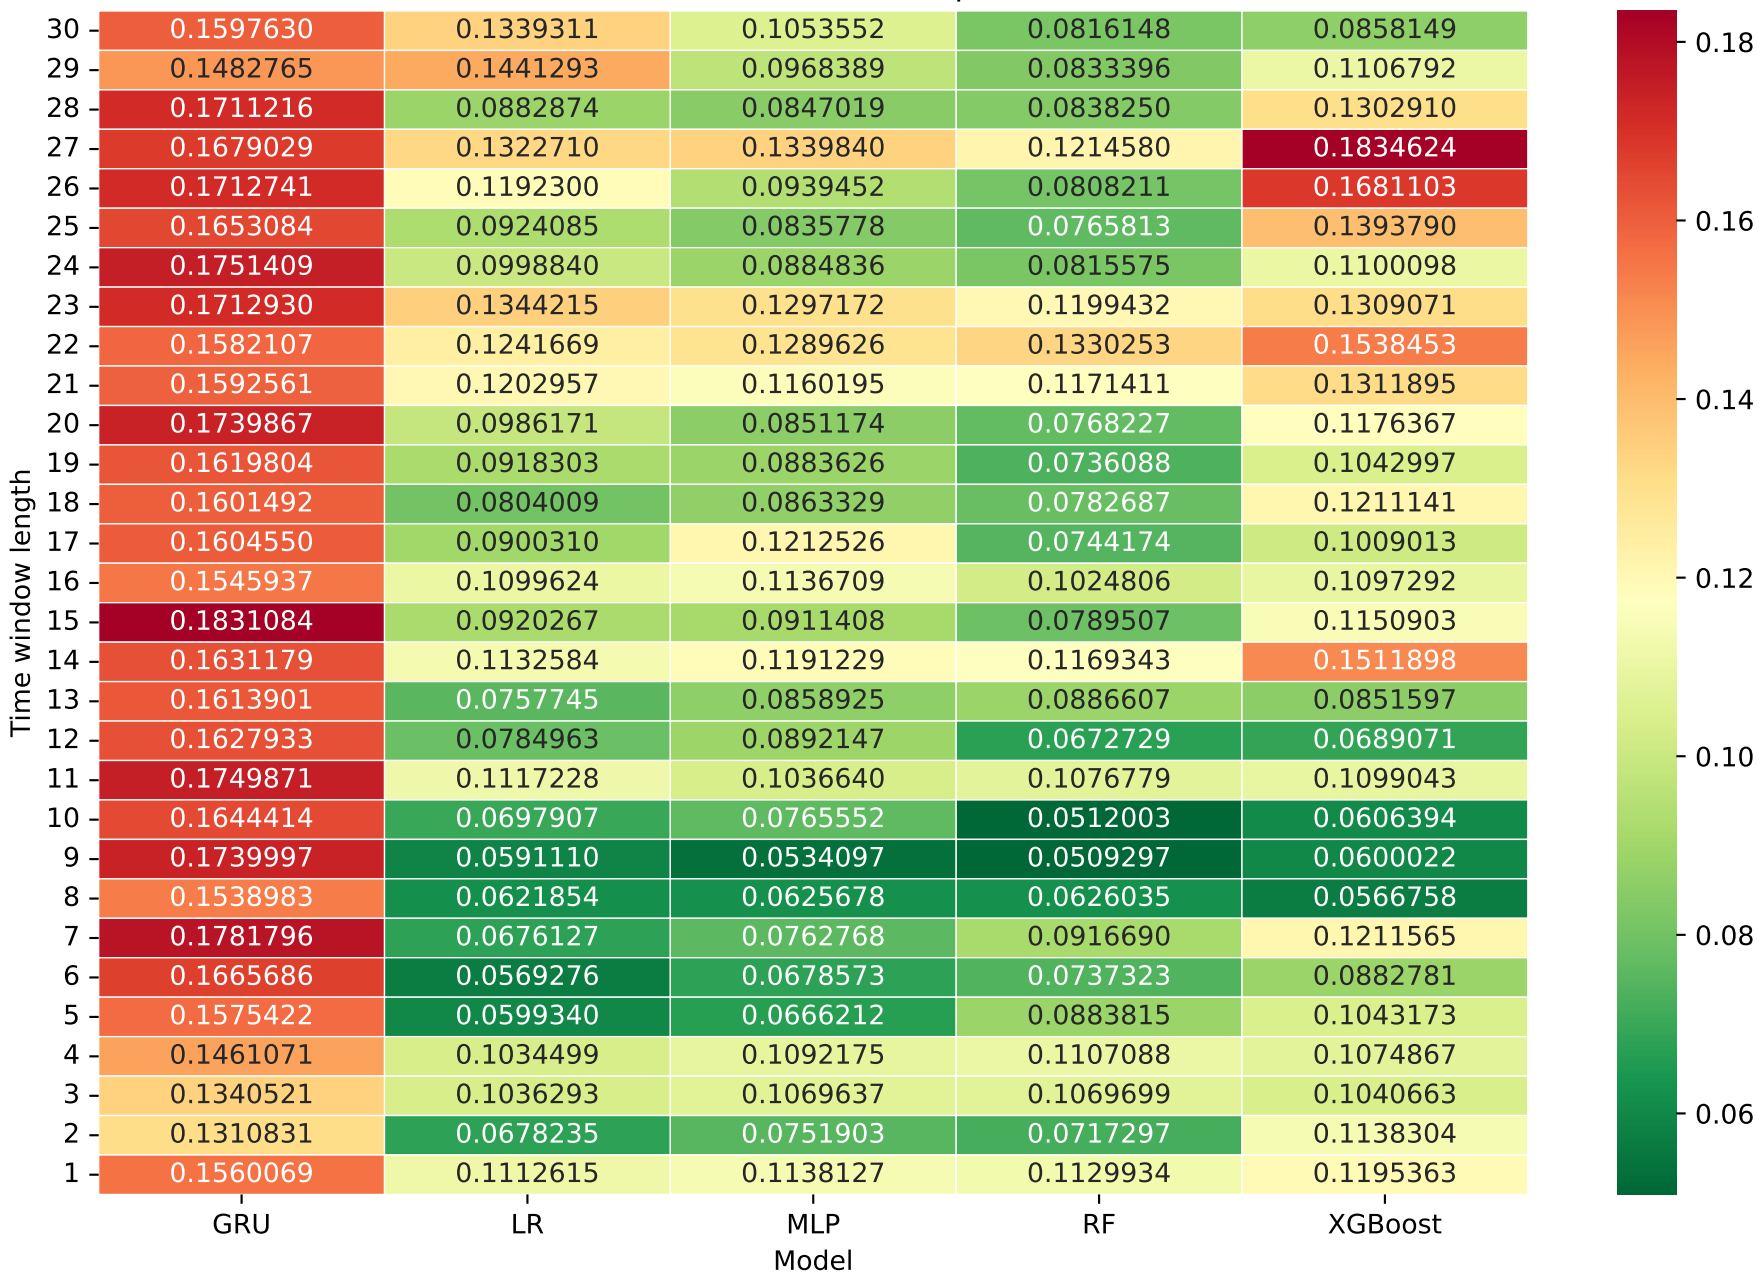 30 0.1597630 0.1339311 0.1053552 0.0816148 0.0858149
29 0.1482765 0.1441293 0.0968389 0.0833396 0.1106792
28 0.1711216 0.0882874 0.0847019 0.0838250 0.1302910
27 0.1679029 0.1322710 0.1339840 0.1214580 0.1834624
26 0.1712741 0.1192300 0.0939452 0.0808211 0.1681103
25 0.1653084 0.0924085 0.0835778 0.0765813 0.1393790
24 0.1751409 0.0998840 0.0884836 0.0815575 0.1100098
23 0.1712930 0.1344215 0.1297172 0.1199432 0.1309071
22 0.1582107 0.1241669 0.1289626 0.1330253 0.1538453
21 0.1592561 0.1202957 0.1160195 0.1171411 0.1311895
20 0.1739867 0.0986171 0.0851174 0.0768227 0.1176367
19 0.1619804 0.0918303 0.0883626 0.0736088 0.1042997
18 0.1601492 0.0804009 0.0863329 0.0782687 0.1211141
17 0.1604550 0.0900310 0.1212526 0.0744174 0.1009013
16 0.1545937 0.1099624 0.1136709 0.1024806 0.1097292
15 0.1831084 0.0920267 0.0911408 0.0789507 0.1150903
14 0.1631179 0.1132584 0.1191229 0.1169343 0.1511898
13 0.1613901 0.0757745 0.0858925 0.0886607 0.0851597
12 0.1627933 0.0784963 0.0892147 0.0672729 0.0689071
11 0.1749871 0.1117228 0.1036640 0.1076779 0.1099043
10 0.1644414 0.0697907 0.0765552 0.0512003 0.0606394
9 0.1739997 0.0591110 0.0534097 0.0509297 0.0600022
8 0.1538983 0.0621854 0.0625678 0.0626035 0.0566758
7 0.1781796 0.0676127 0.0762768 0.0916690 0.1211565
6 0.1665686 0.0569276 0.0678573 0.0737323 0.0882781
5 0.1575422 0.0599340 0.0666212 0.0883815 0.1043173
4 0.1461071 0.1034499 0.1092175 0.1107088 0.1074867
3 0.1340521 0.1036293 0.1069637 0.1069699 0.1040663
2 0.1310831 0.0678235 0.0751903 0.0717297 0.1138304
1 0.1560069 0.1112615 0.1138127 0.1129934 0.1195363
GRU LR MLP RF XGBoost
Model
Time window length
0.18
0.16
0.14
0.12
0.10
0.08
0.06